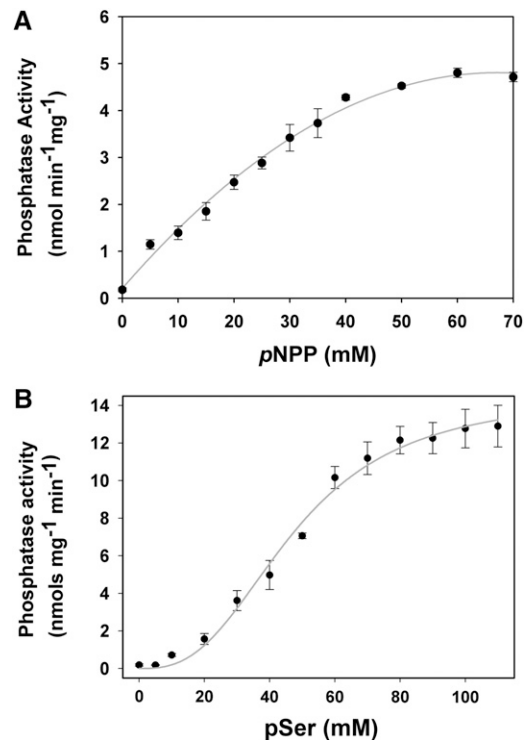 A
Phosphatase Activity
(nmol min⁻¹mg⁻¹)
6
5
4
3
2
1
0
0 10 20 30 40 50 60 70
pNPP (mM)
B
Phosphatase activity
(nmols mg⁻¹ min⁻¹)
14
12
10
8
6
4
2
0
0 20 40 60 80 100
pSer (mM)